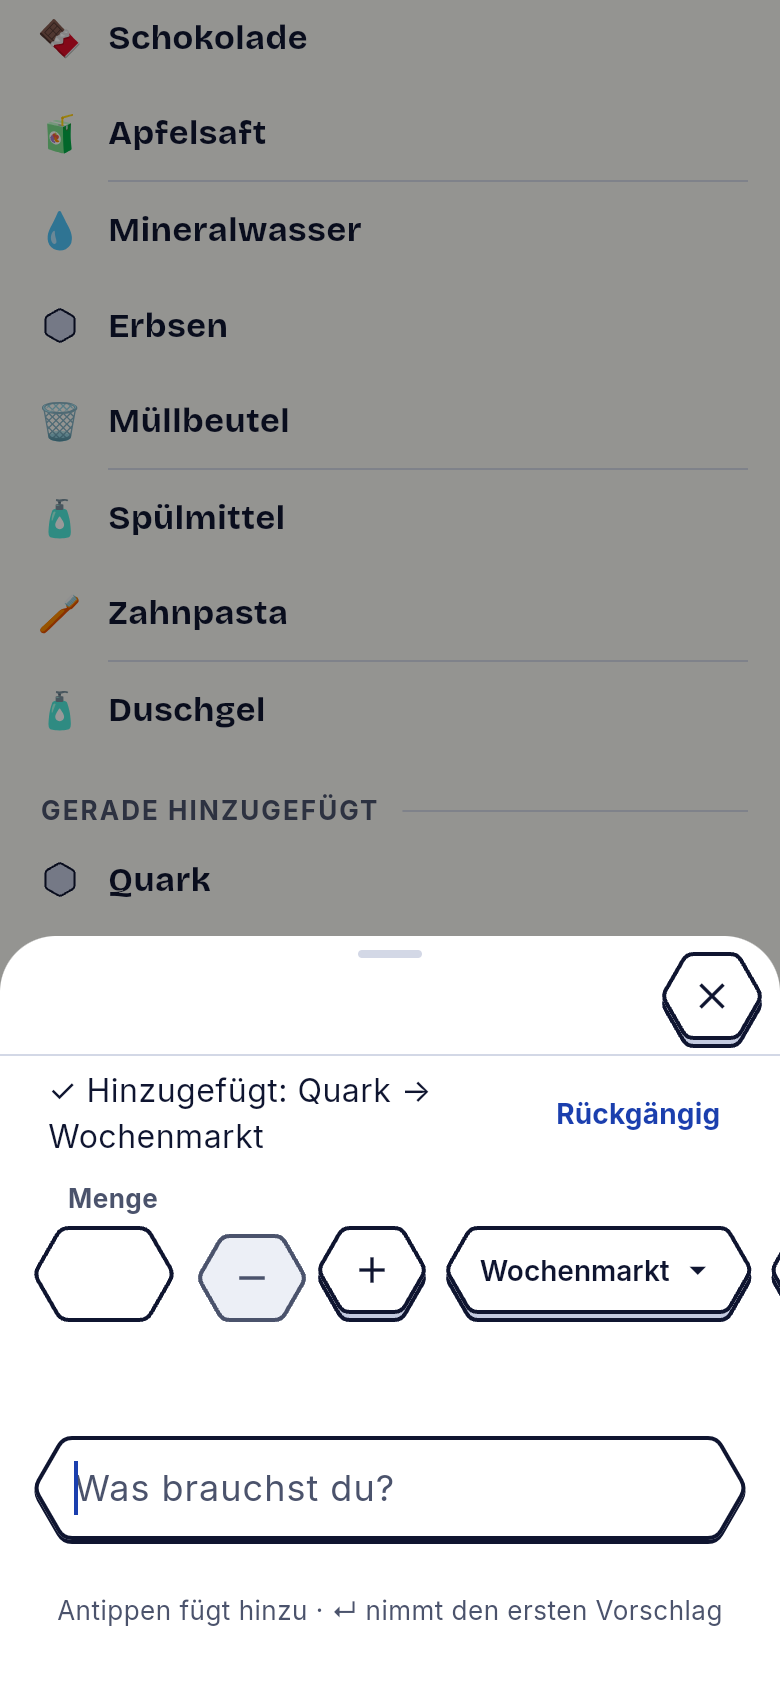 Schokolade
Apfelsaft
Mineralwasser
Erbsen
Müllbeutel
Spülmittel
Zahnpasta
Duschgel
GERADE HINZUGEFÜGT
Quark
✓ Hinzugefügt: Quark →
Wochenmarkt
Rückgängig
Menge
− + Wochenmarkt
Was brauchst du?
Antippen fügt hinzu · ↵ nimmt den ersten Vorschlag